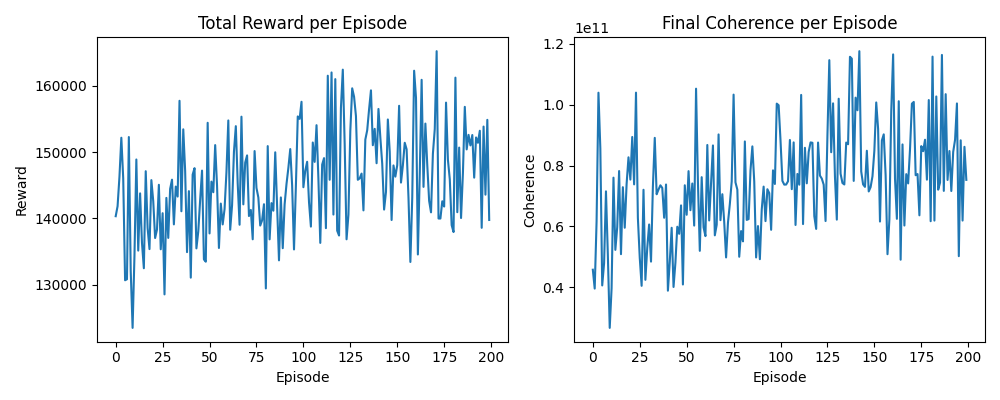 Total Reward per Episode
Reward
160000
150000
140000
130000
0 25 50 75 100 125 150 175 200
Episode
Final Coherence per Episode
1e11
Coherence
1.2
1.0
0.8
0.6
0.4
0 25 50 75 100 125 150 175 200
Episode